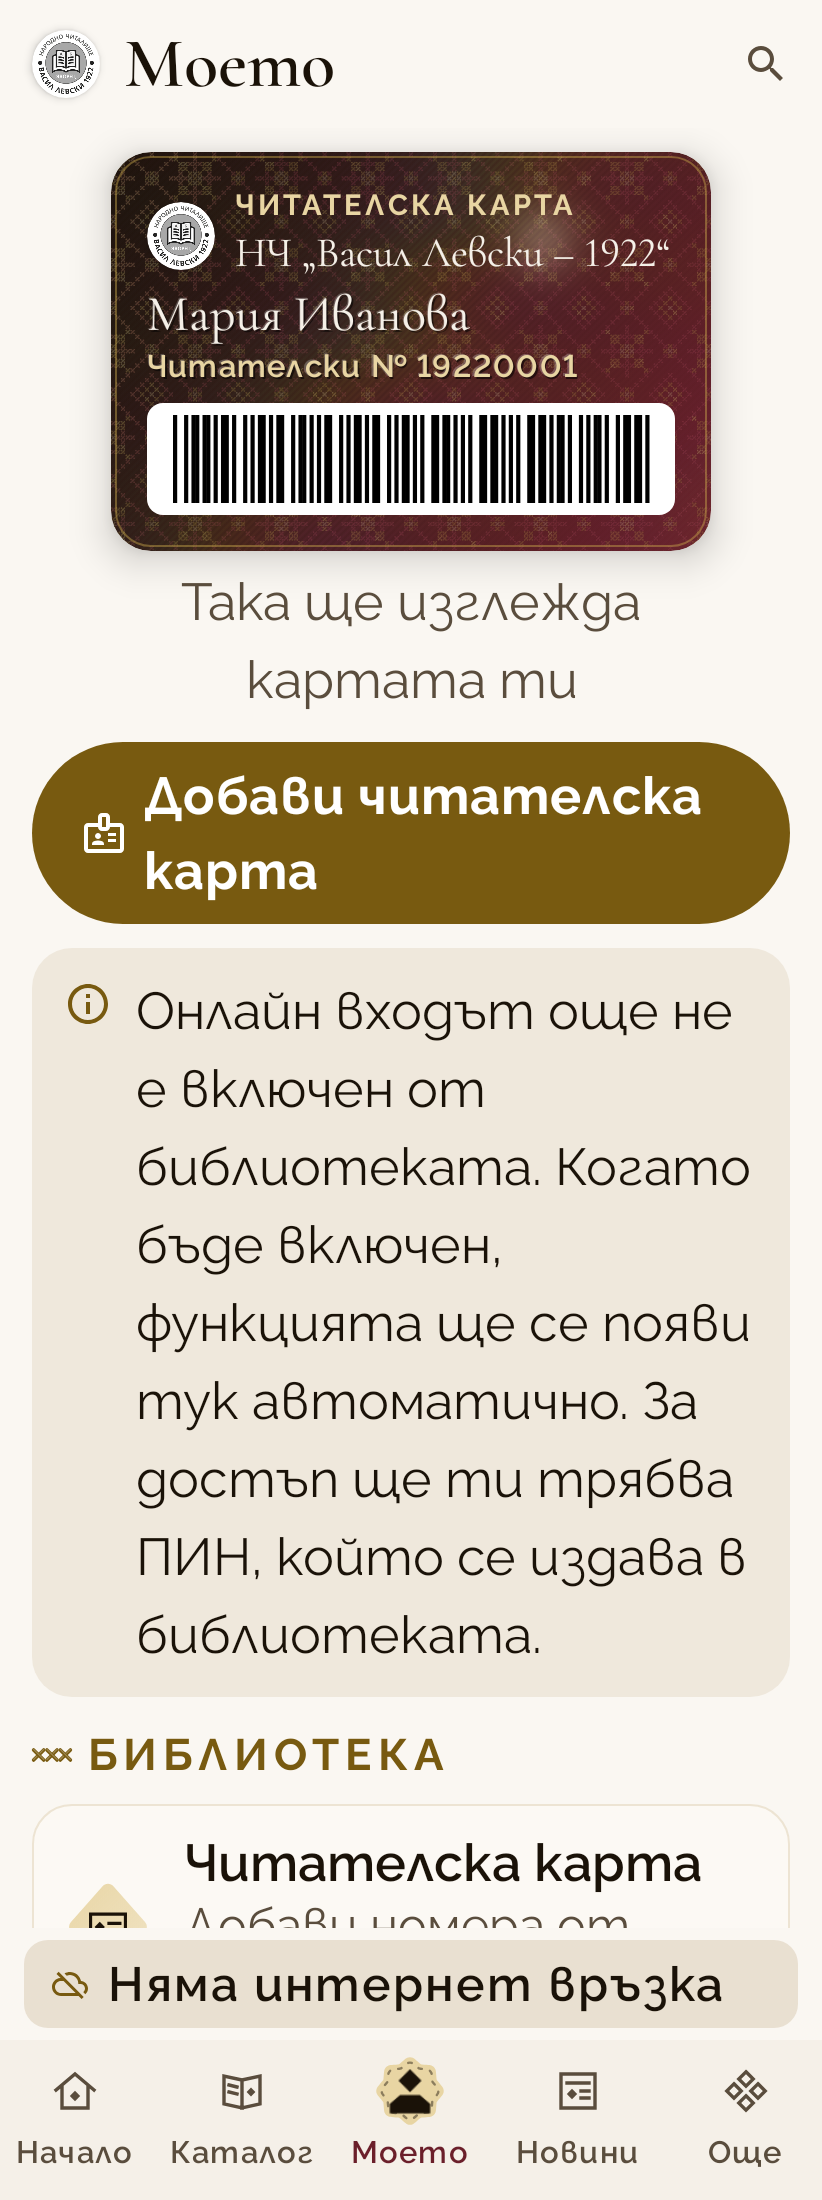 Моето
ЧИТАТЕЛСКА КАРТА
НЧ „Васил Левски – 1922“
Мария Иванова
Читателски № 19220001
Така ще изглежда
картата ти
Добави читателска
карта
Онлайн входът още не
е включен от
библиотеката. Когато
бъде включен,
функцията ще се появи
тук автоматично. За
достъп ще ти трябва
ПИН, който се издава в
библиотеката.
БИБЛИОТЕКА
Читателска карта
Добави номера от
Няма интернет връзка
Начало
Каталог
Моето
Новини
Още